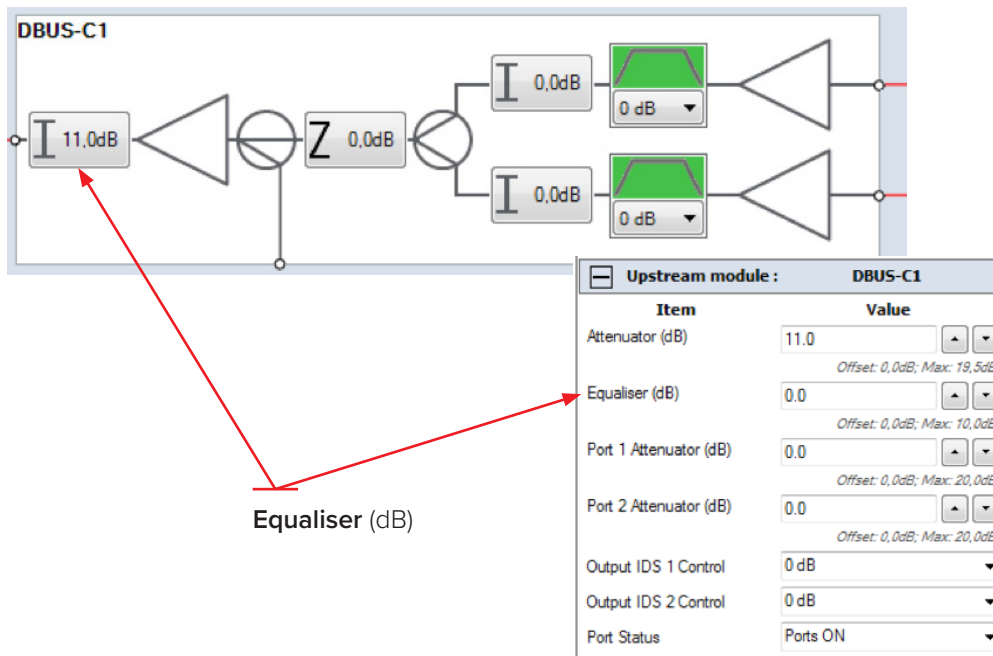 DBUS-C1
0,0dB
0 dB
11,0dB
Z 0,0dB
0,0dB
0 dB
Upstream module : DBUS-C1
Item Value
Attenuator (dB) 11.0
Offset: 0,0dB; Max: 19,5dB
Equaliser (dB) 0.0
Offset: 0,0dB; Max: 10,0dB
Port 1 Attenuator (dB) 0.0
Offset: 0,0dB; Max: 20,0dB
Port 2 Attenuator (dB) 0.0
Offset: 0,0dB; Max: 20,0dB
Output IDS 1 Control 0 dB
Output IDS 2 Control 0 dB
Port Status Ports ON
Equaliser (dB)